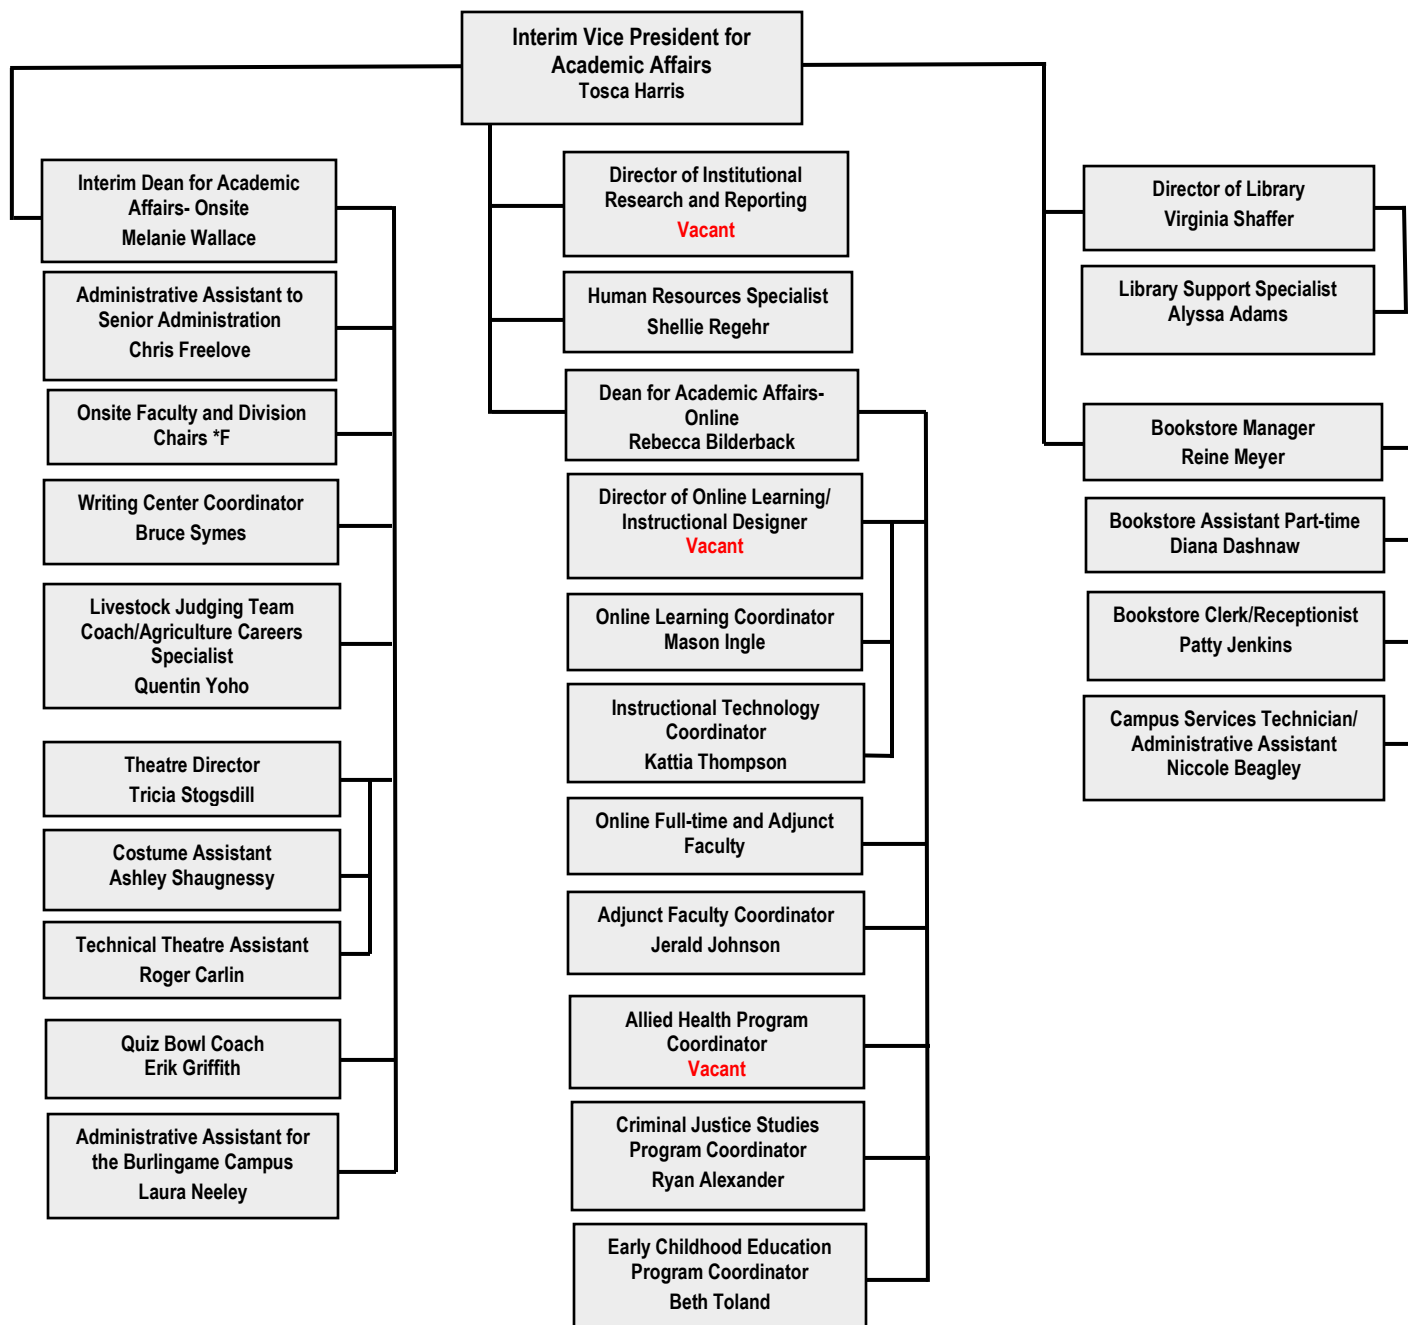 Interim Vice President for
Academic Affairs
Tosca Harris
Interim Dean for Academic
Affairs- Onsite
Melanie Wallace
Administrative Assistant to
Senior Administration
Chris Freelove
Onsite Faculty and Division
Chairs *F
Writing Center Coordinator
Bruce Symes
Livestock Judging Team
Coach/Agriculture Careers
Specialist
Quentin Yoho
Theatre Director
Tricia Stogsdill
Costume Assistant
Ashley Shaugnessy
Technical Theatre Assistant
Roger Carlin
Quiz Bowl Coach
Erik Griffith
Administrative Assistant for
the Burlingame Campus
Laura Neeley
Director of Institutional
Research and Reporting
Vacant
Human Resources Specialist
Shellie Regehr
Dean for Academic Affairs-
Online
Rebecca Bilderback
Director of Online Learning/
Instructional Designer
Vacant
Online Learning Coordinator
Mason Ingle
Instructional Technology
Coordinator
Kattia Thompson
Online Full-time and Adjunct
Faculty
Adjunct Faculty Coordinator
Jerald Johnson
Allied Health Program
Coordinator
Vacant
Criminal Justice Studies
Program Coordinator
Ryan Alexander
Early Childhood Education
Program Coordinator
Beth Toland
Director of Library
Virginia Shaffer
Library Support Specialist
Alyssa Adams
Bookstore Manager
Reine Meyer
Bookstore Assistant Part-time
Diana Dashnaw
Bookstore Clerk/Receptionist
Patty Jenkins
Campus Services Technician/
Administrative Assistant
Niccole Beagley